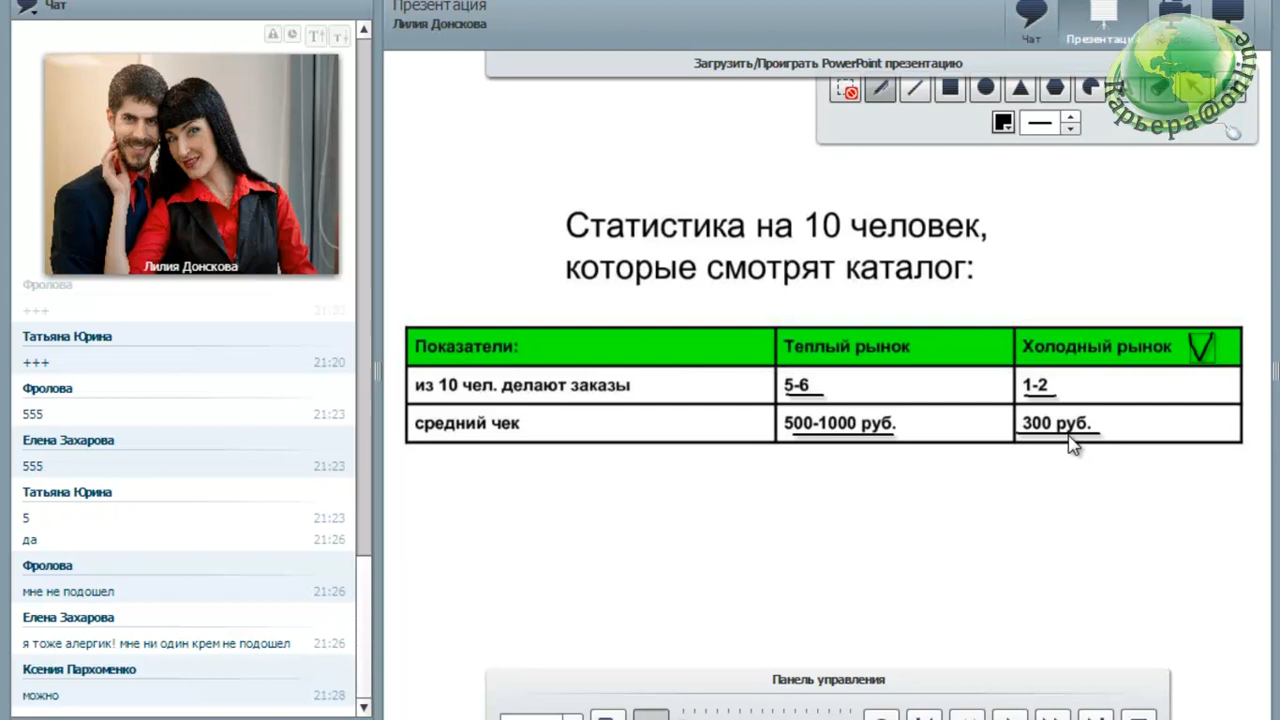 Чат
Презентация
Лилия Донскова
Чат
Презентация
Загрузить/Проиграть PowerPoint презентацию
Карьера@online
Лилия Донскова
Статистика на 10 человек,
которые смотрят каталог:
Показатели: Теплый рынок Холодный рынок V
из 10 чел. делают заказы 5-6 1-2
средний чек 500-1000 руб. 300 руб.
Фролова
+++
Татьяна Юрина
+++ 21:20
Фролова
555 21:23
Елена Захарова
555 21:23
Татьяна Юрина
5 21:23
да 21:26
Фролова
мне не подошел 21:26
Елена Захарова
я тоже алергик! мне ни один крем не подошел 21:26
Ксения Пархоменко
можно 21:28
Панель управления